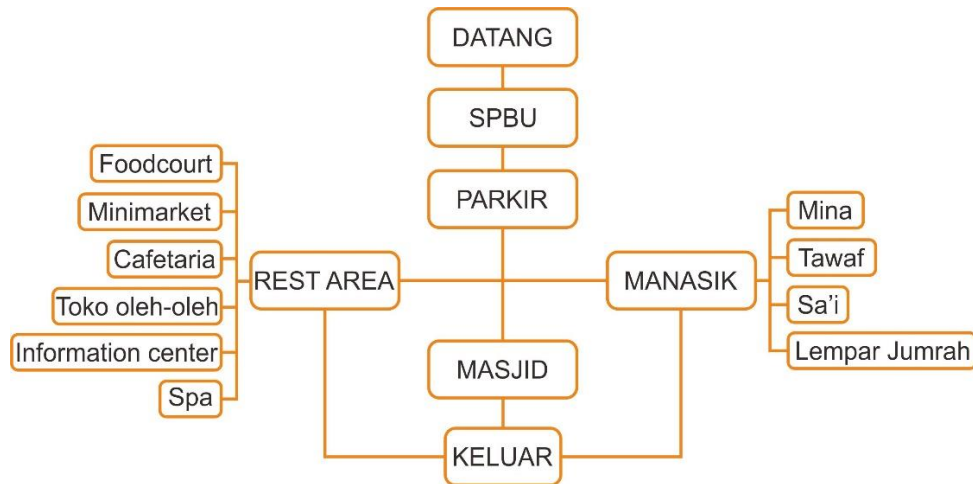 DATANG
SPBU
PARKIR
Foodcourt
Minimarket
Cafetaria
Toko oleh-oleh
Information center
Spa
REST AREA
MANASIK
Mina
Tawaf
Sa'i
Lempar Jumrah
MASJID
KELUAR